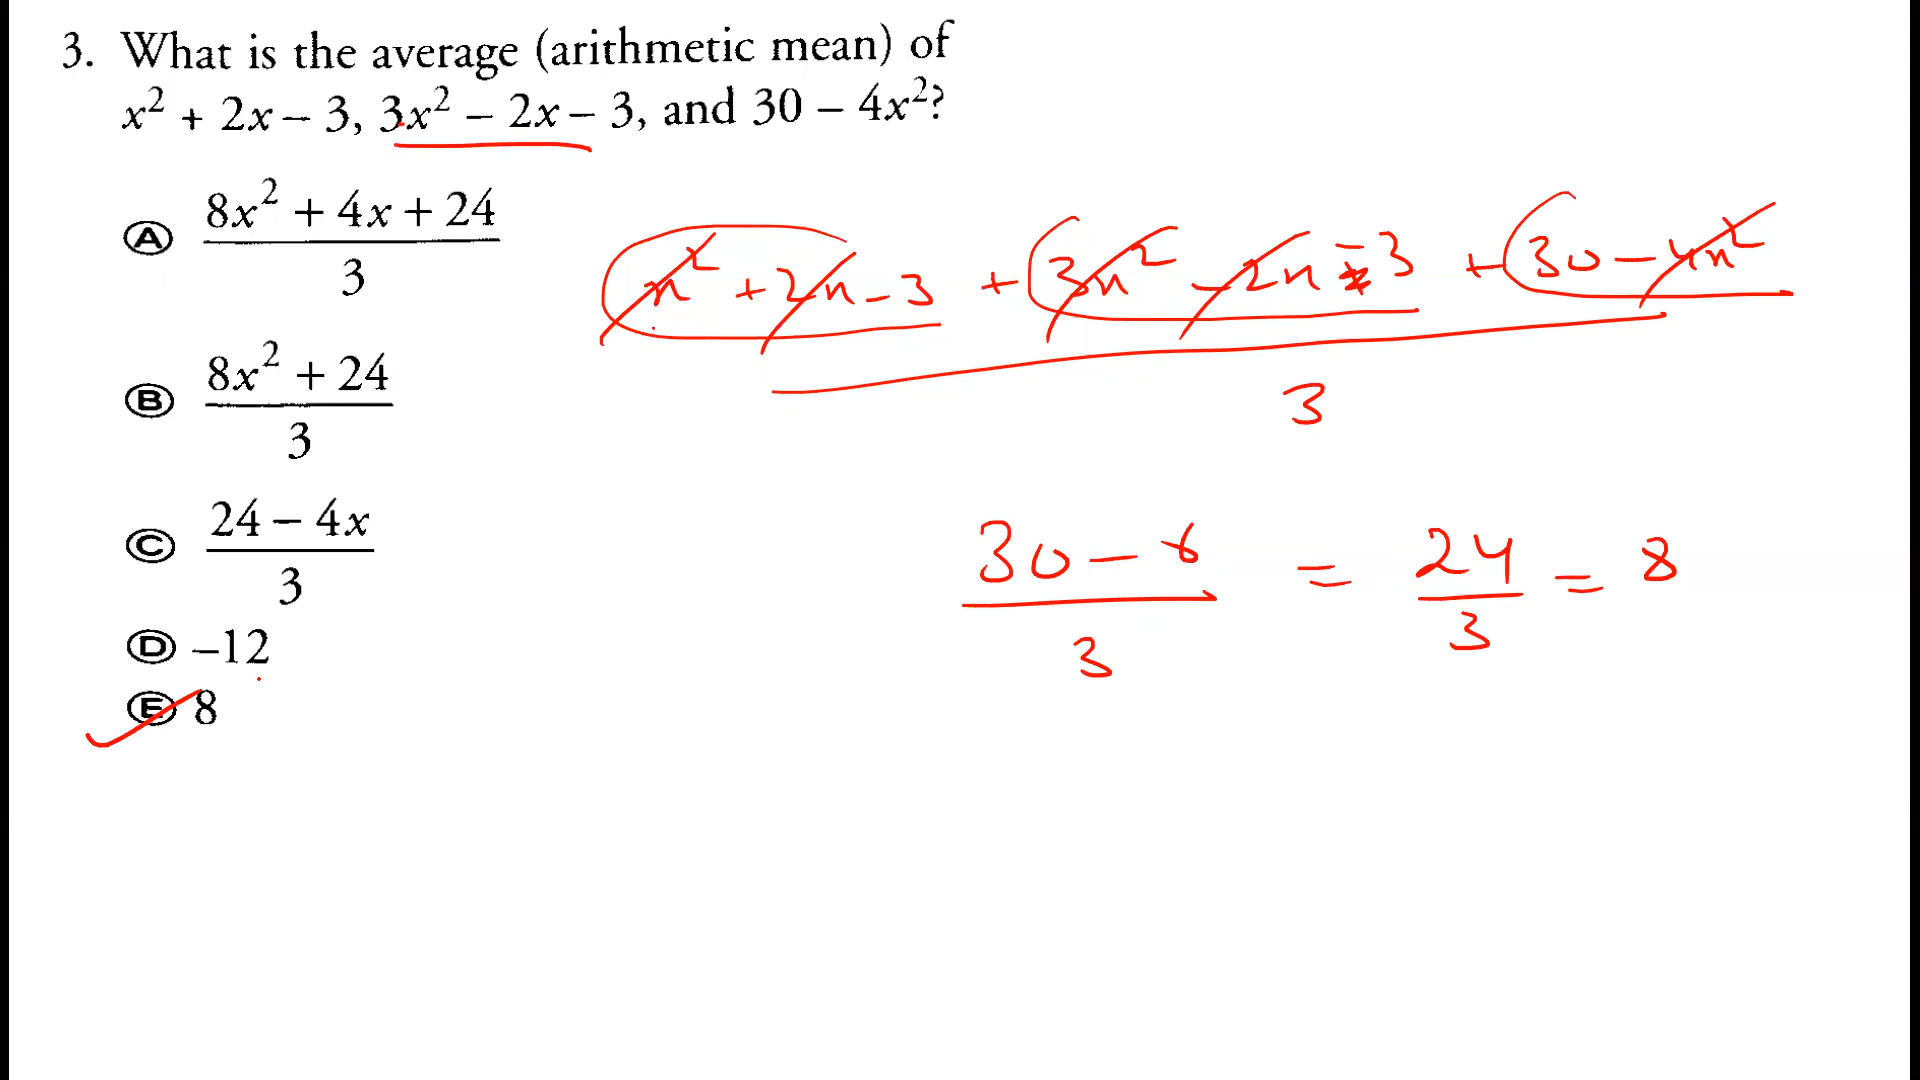 3. What is the average (arithmetic mean) of
x² + 2x – 3, 3x² – 2x – 3, and 30 – 4x²?
Ⓐ (8x² + 4x + 24)/3
x² + 2x – 3 + 3x² – 2x – 3 + 30 – 4x²
3
Ⓑ (8x² + 24)/3
Ⓒ (24 – 4x)/3
(30 – 6)/3 = 24/3 = 8
Ⓓ –12
Ⓔ 8